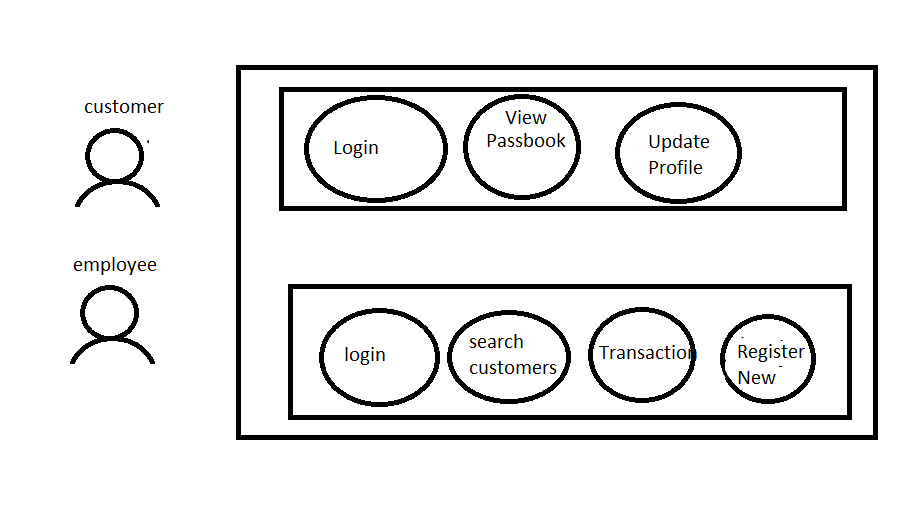 customer
Login
View
Passbook
Update
Profile
employee
login
search
customers
Transaction
Register
New